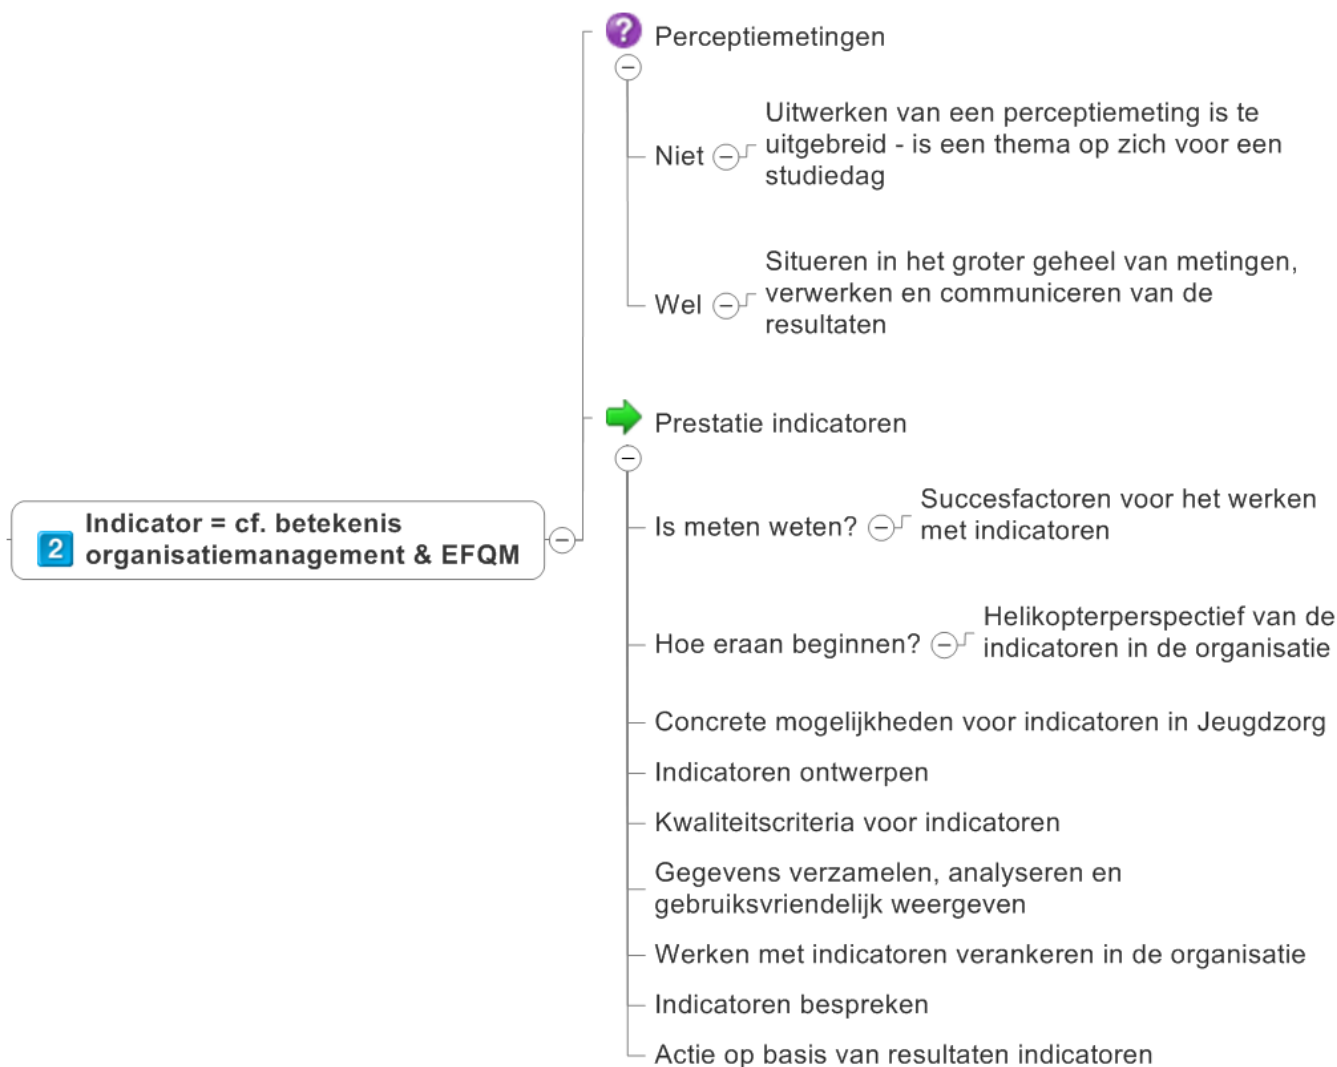 ?
Perceptiemetingen
Niet
Uitwerken van een perceptiemeting is te
uitgebreid - is een thema op zich voor een
studiedag
Wel
Situeren in het groter geheel van metingen,
verwerken en communiceren van de
resultaten
2
Indicator = cf. betekenis
organisatiemanagement & EFQM
Prestatie indicatoren
Is meten weten?
Succesfactoren voor het werken
met indicatoren
Hoe eraan beginnen?
Helikopterperspectief van de
indicatoren in de organisatie
Concrete mogelijkheden voor indicatoren in Jeugdzorg
Indicatoren ontwerpen
Kwaliteitscriteria voor indicatoren
Gegevens verzamelen, analyseren en
gebruiksvriendelijk weergeven
Werken met indicatoren verankeren in de organisatie
Indicatoren bespreken
Actie op basis van resultaten indicatoren